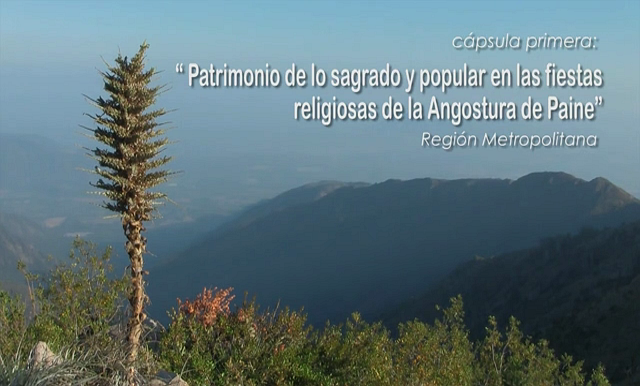 cápsula primera:
“ Patrimonio de lo sagrado y popular en las fiestas
religiosas de la Angostura de Paine”
Región Metropolitana